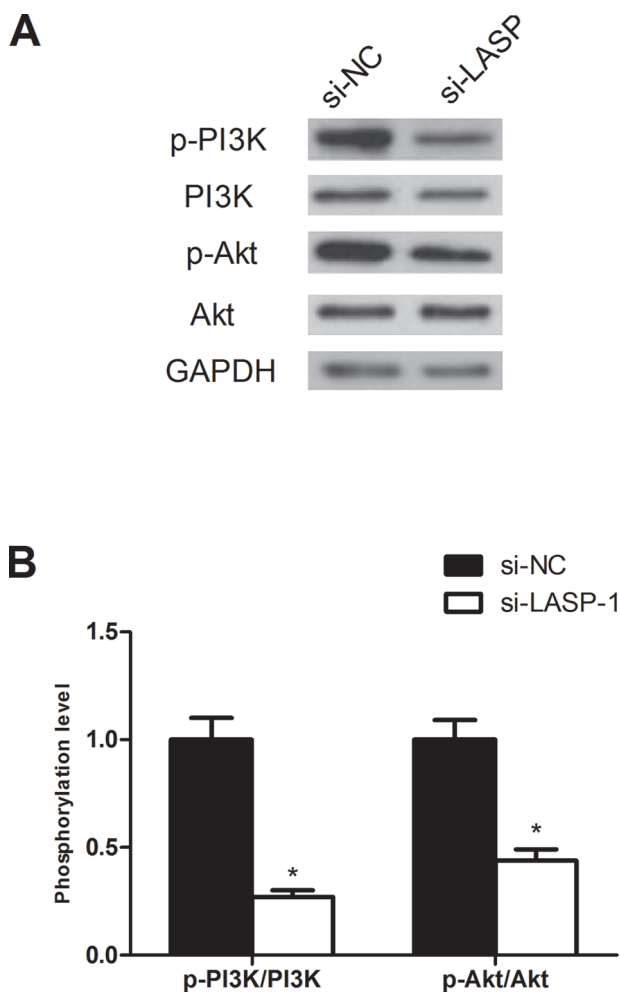 A
si-NC
si-LASP
p-PI3K
PI3K
p-Akt
Akt
GAPDH
B
si-NC
si-LASP-1
1.5
1.0
0.5
0.0
Phosphorylation level
*
*
p-PI3K/PI3K
p-Akt/Akt